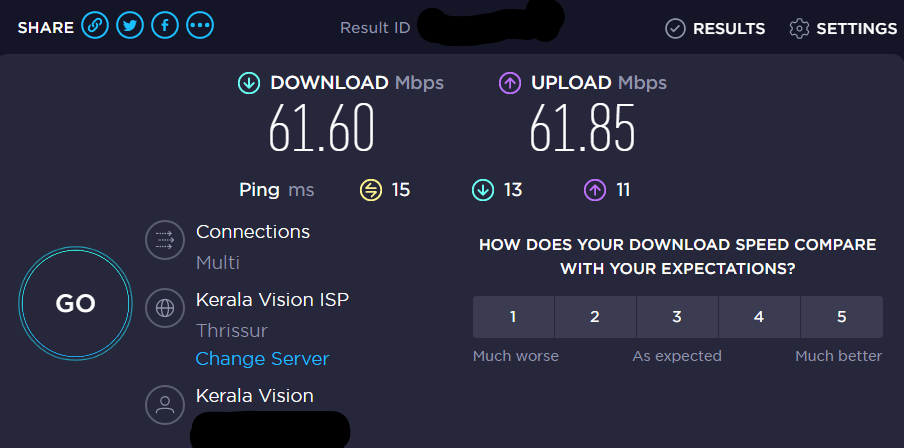 SHARE
Result ID
RESULTS
SETTINGS
DOWNLOAD Mbps
61.60
UPLOAD Mbps
61.85
Ping ms 15 13 11
GO
Connections
Multi
Kerala Vision ISP
Thrissur
Change Server
Kerala Vision
HOW DOES YOUR DOWNLOAD SPEED COMPARE
WITH YOUR EXPECTATIONS?
1 2 3 4 5
Much worse As expected Much better